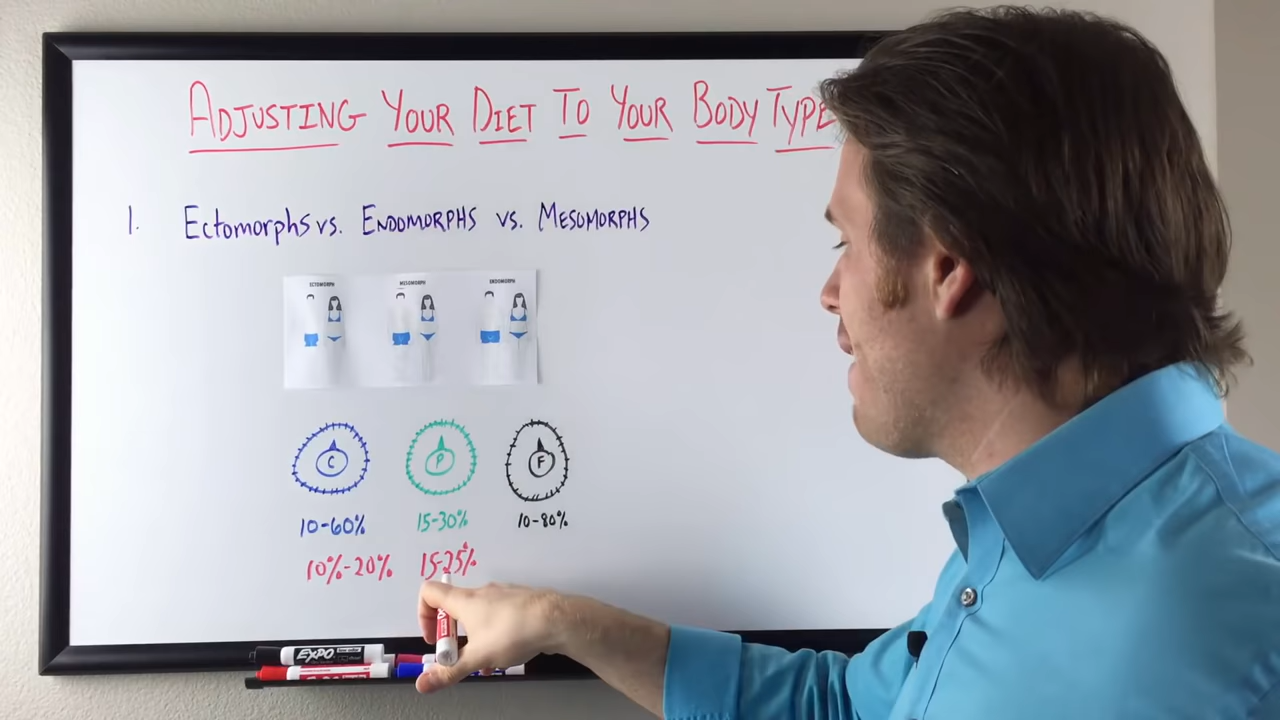 ADJUSTING YOUR DIET TO YOUR BODY TYPE
1. Ectomorphs vs. ENDOMORPHS vs. MESOMORPHS
ECTOMORPH MESOMORPH ENDOMORPH
C P F
10-60% 15-30% 10-80%
10%-20% 15-25%
EXPO